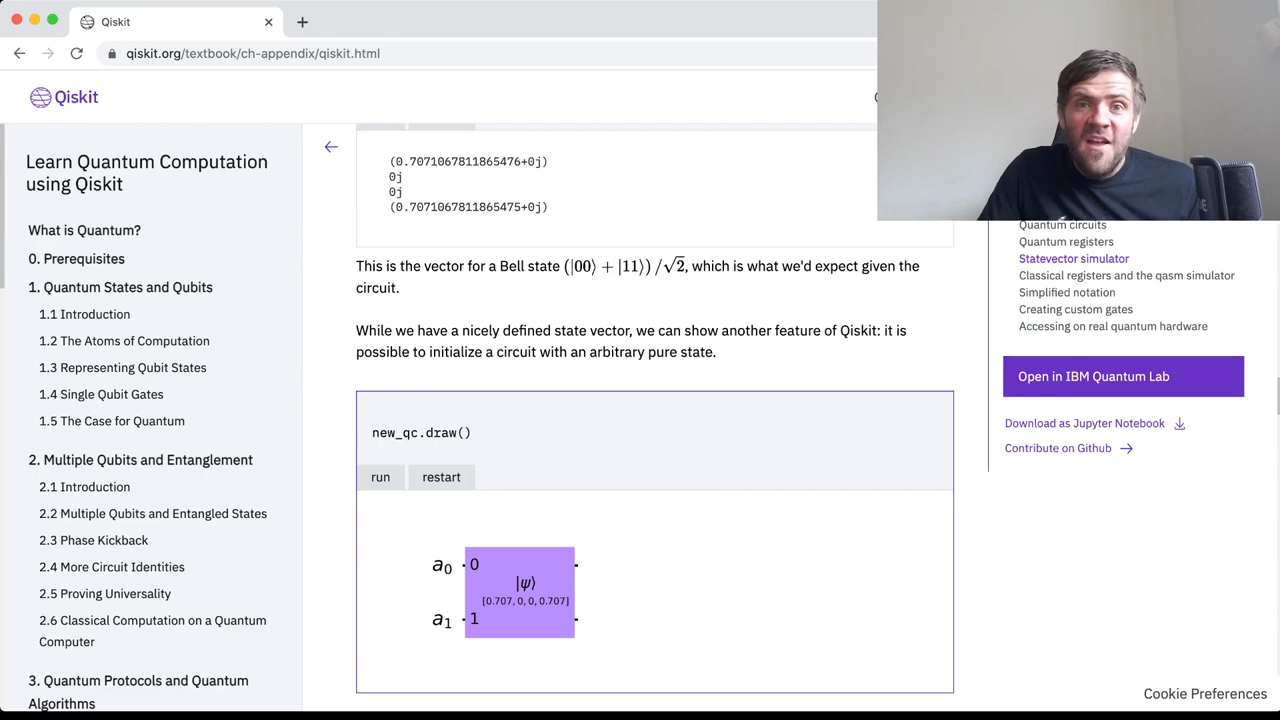 Qiskit
qiskit.org/textbook/ch-appendix/qiskit.html
Qiskit
Learn Quantum Computation
using Qiskit
What is Quantum?
0. Prerequisites
1. Quantum States and Qubits
1.1 Introduction
1.2 The Atoms of Computation
1.3 Representing Qubit States
1.4 Single Qubit Gates
1.5 The Case for Quantum
2. Multiple Qubits and Entanglement
2.1 Introduction
2.2 Multiple Qubits and Entangled States
2.3 Phase Kickback
2.4 More Circuit Identities
2.5 Proving Universality
2.6 Classical Computation on a Quantum
Computer
3. Quantum Protocols and Quantum
Algorithms
(0.7071067811865476+0j)
0j
0j
(0.7071067811865475+0j)
This is the vector for a Bell state (|00⟩ + |11⟩) /√2, which is what we'd expect given the
circuit.
While we have a nicely defined state vector, we can show another feature of Qiskit: it is
possible to initialize a circuit with an arbitrary pure state.
new_qc.draw()
run restart
a₀ 0
|ψ⟩
[0.707, 0, 0, 0.707]
a₁ 1
Quantum circuits
Quantum registers
Statevector simulator
Classical registers and the qasm simulator
Simplified notation
Creating custom gates
Accessing on real quantum hardware
Open in IBM Quantum Lab
Download as Jupyter Notebook
Contribute on Github
Cookie Preferences